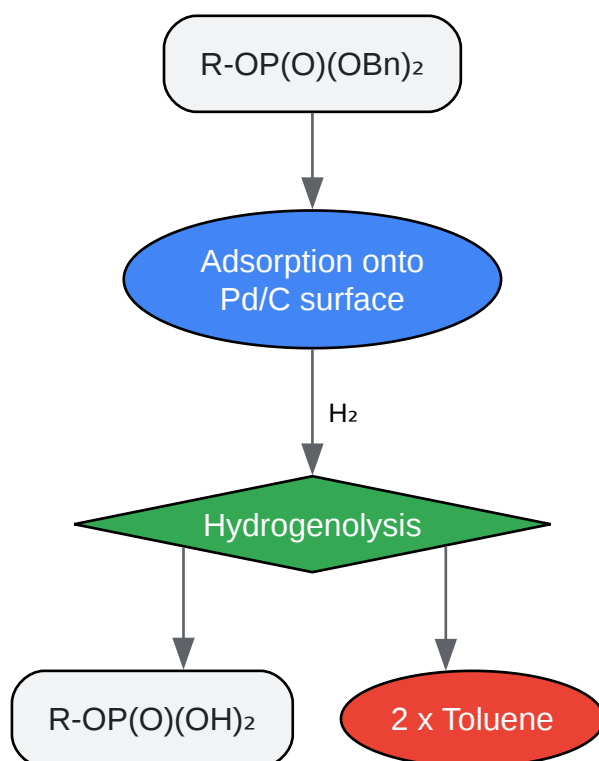 R-OP(O)(OBn)₂
Adsorption onto
Pd/C surface
H₂
Hydrogenolysis
R-OP(O)(OH)₂
2 x Toluene